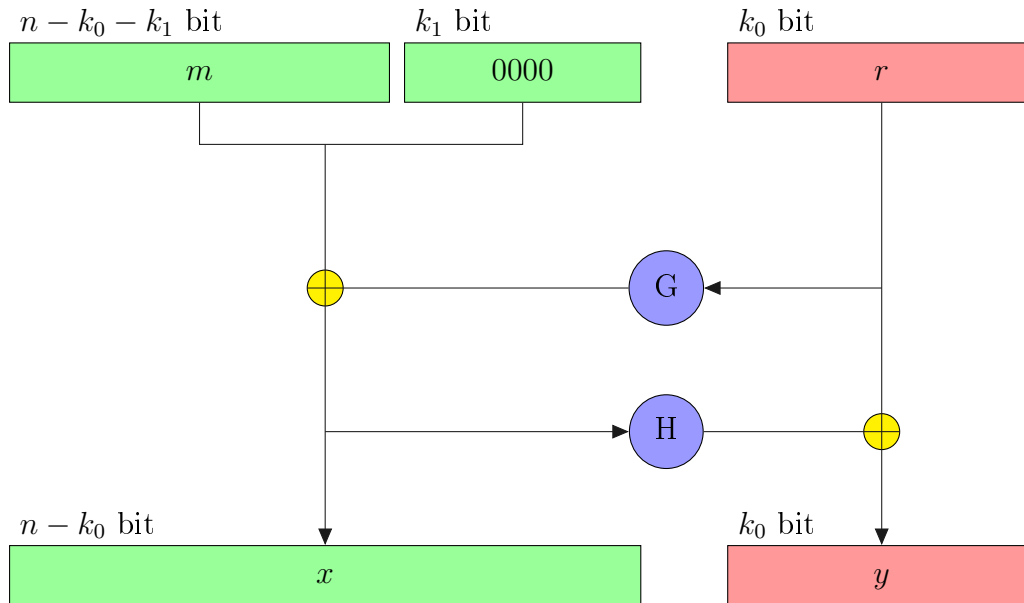 n − k₀ − k₁ bit k₁ bit k₀ bit
m 0000 r
G
H
n − k₀ bit k₀ bit
x y